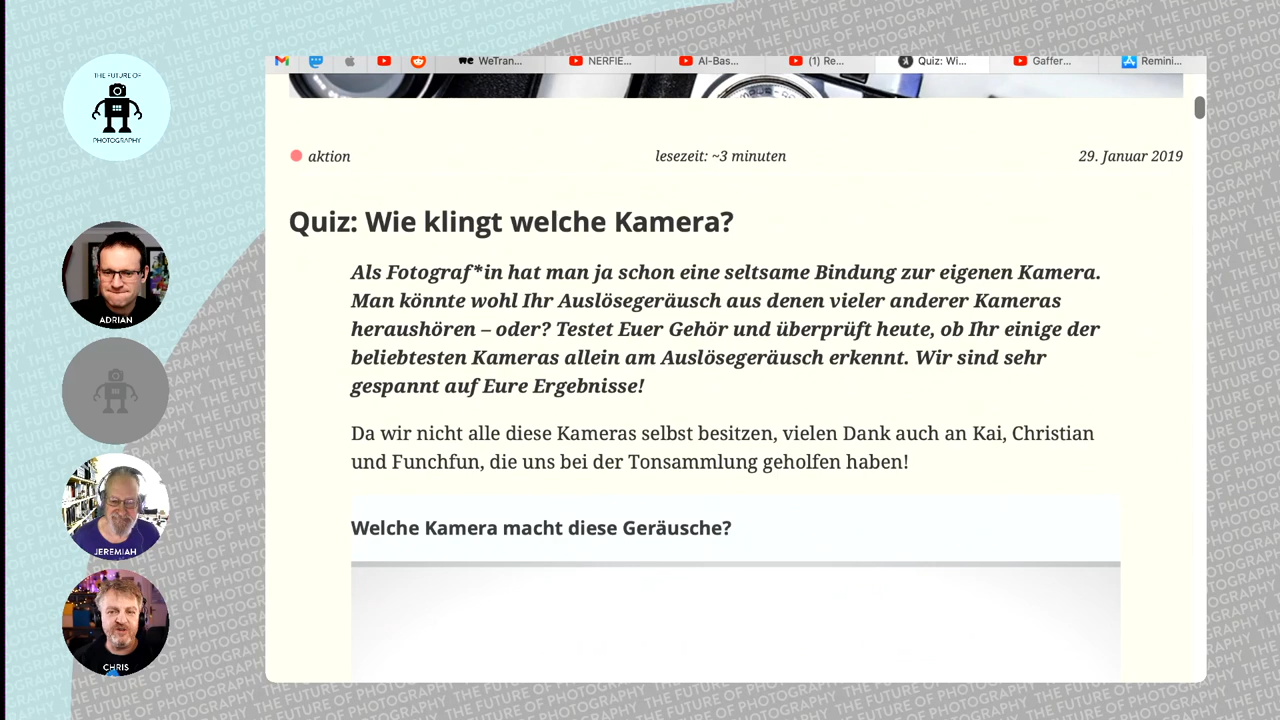 THE FUTURE OF
PHOTOGRAPHY
ADRIAN
JEREMIAH
CHRIS
WeTran...
NERFIE...
AI-Bas...
(1) Re...
Quiz: Wi...
Gaffer...
Remini...
aktion
lesezeit: ~3 minuten
29. Januar 2019
Quiz: Wie klingt welche Kamera?
Als Fotograf*in hat man ja schon eine seltsame Bindung zur eigenen Kamera.
Man könnte wohl Ihr Auslösegeräusch aus denen vieler anderer Kameras
heraushören – oder? Testet Euer Gehör und überprüft heute, ob Ihr einige der
beliebtesten Kameras allein am Auslösegeräusch erkennt. Wir sind sehr
gespannt auf Eure Ergebnisse!
Da wir nicht alle diese Kameras selbst besitzen, vielen Dank auch an Kai, Christian
und Funchfun, die uns bei der Tonsammlung geholfen haben!
Welche Kamera macht diese Geräusche?